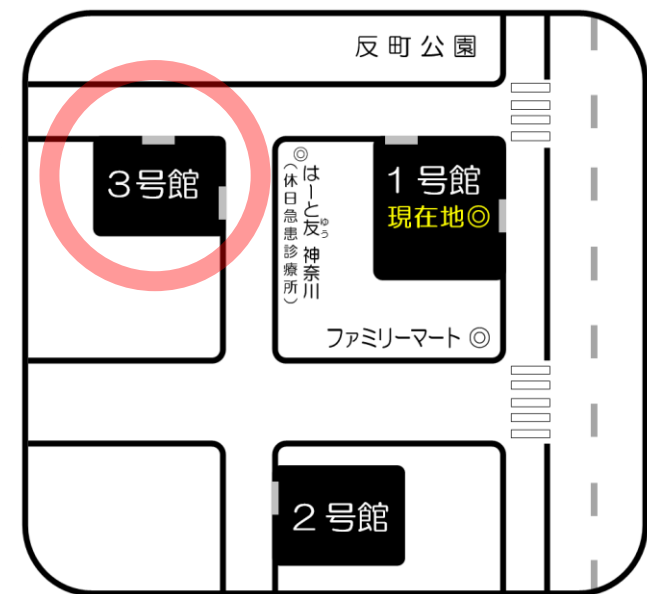 反町公園
3号館
1号館
現在地◎
◎はーと友 神奈川
ゆう
(休日急患診療所)
ファミリーマート ◎
2号館